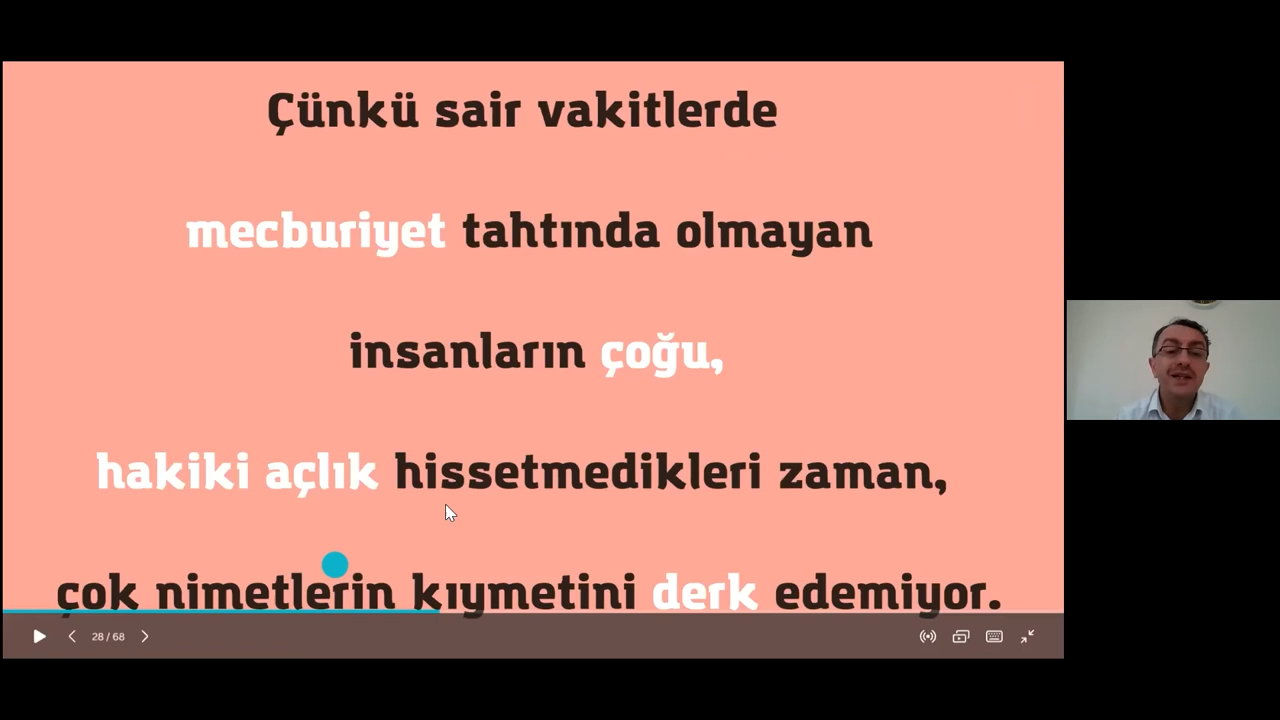 Çünkü sair vakitlerde
mecburiyet tahtında olmayan
insanların çoğu,
hakiki açlık hissetmedikleri zaman,
çok nimetlerin kıymetini derk edemiyor.
28 / 68